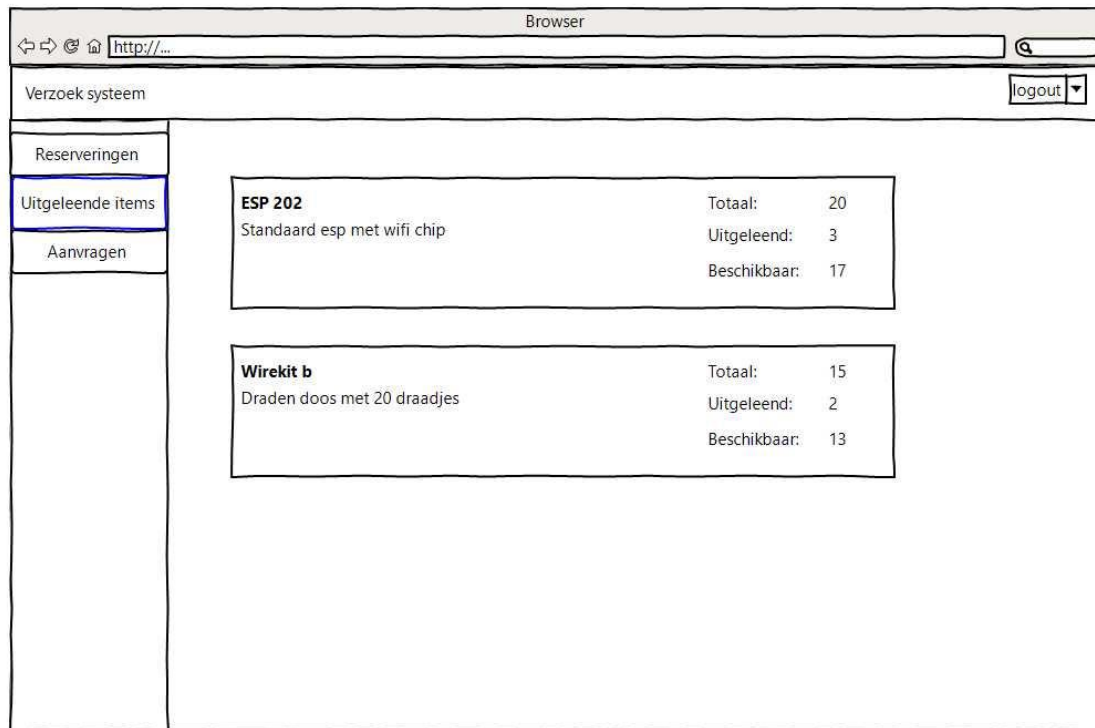 Browser
http://...
Verzoek systeem
logout
Reserveringen
Uitgeleende items
Aanvragen
ESP 202
Standaard esp met wifi chip
Totaal: 20
Uitgeleend: 3
Beschikbaar: 17
Wirekit b
Draden doos met 20 draadjes
Totaal: 15
Uitgeleend: 2
Beschikbaar: 13